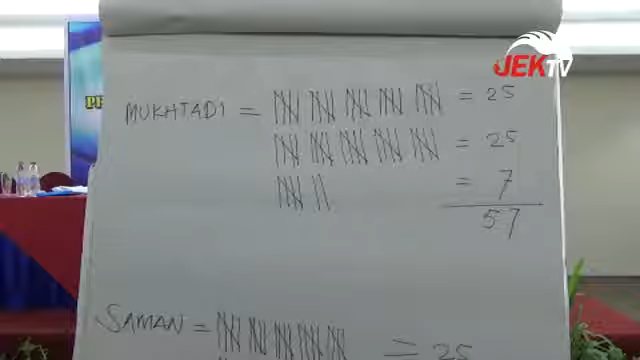 JEKTV
MUKHTADI = = 25
= 25
= 7
57
SAMAN = = 25